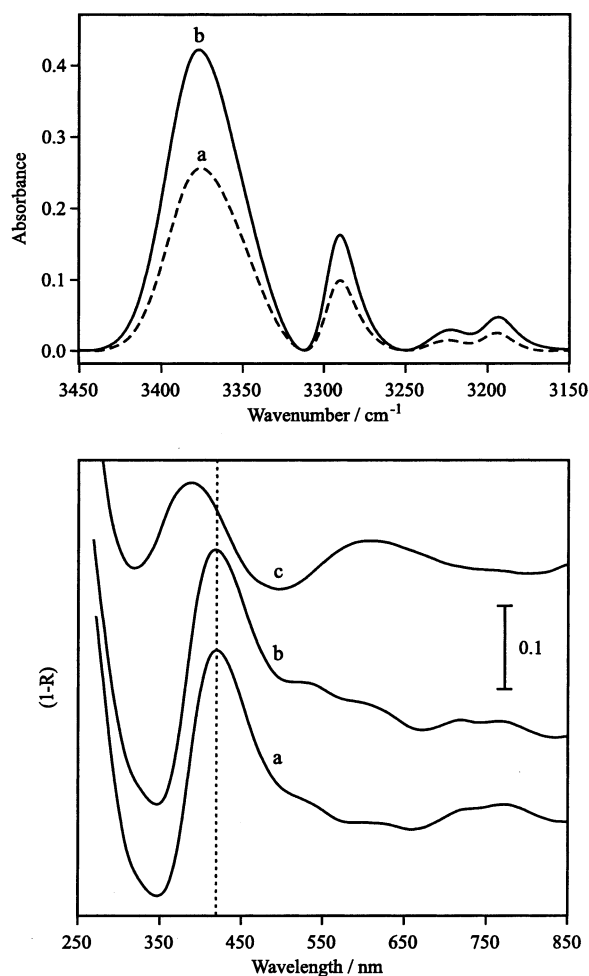 b
0.4
0.3
a
Absorbance
0.2
0.1
0.0
3450 3400 3350 3300 3250 3200 3150
Wavenumber / cm⁻¹
c
b
0.1
(1-R)
a
250 350 450 550 650 750 850
Wavelength / nm